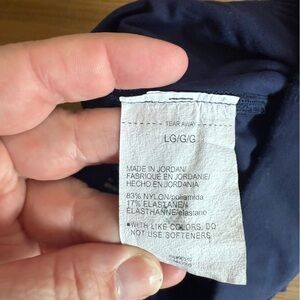 TEAR AWAY
LG/G/G
MADE IN JORDAN/
FABRIQUE EN JORDANIE/
HECHO EN JORDANIA
83% NYLON/poliamida
17% ELASTANE/
ELASTHANNE/elastano
•WITH LIKE COLORS, DO
NOT USE SOFTENERS